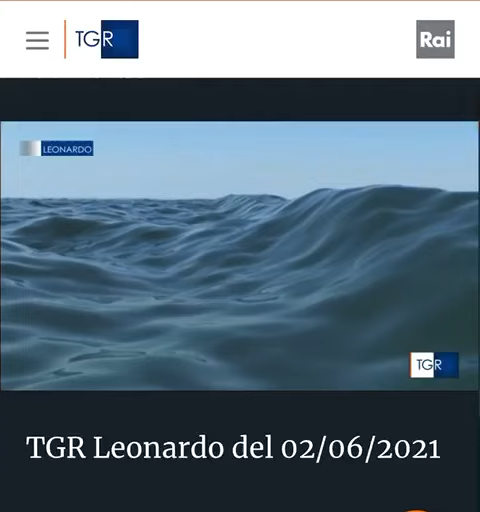 TGR
Rai
LEONARDO
TGR
TGR Leonardo del 02/06/2021